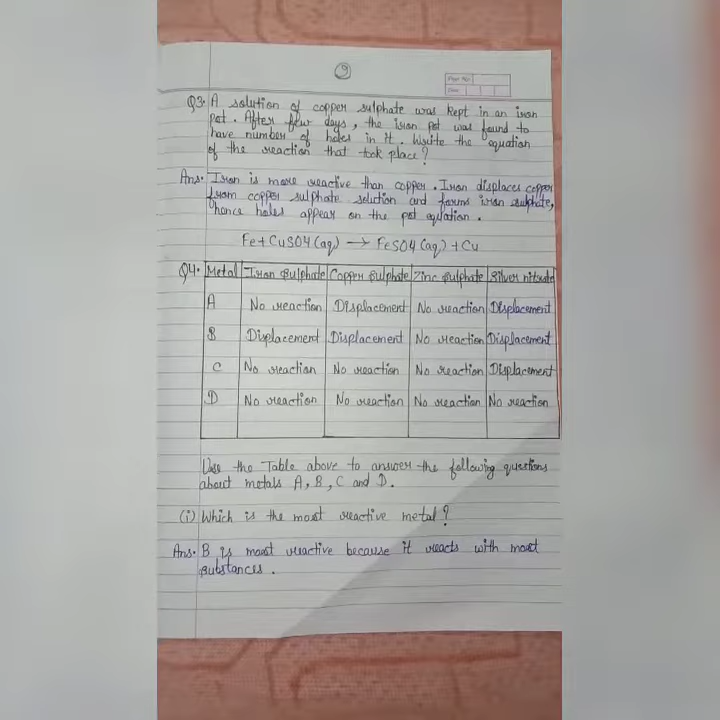 9
Page No.
Date
Q3. A solution of copper sulphate was kept in an iron
pot. After few days, the iron pot was found to
have number of holes in it. Write the equation
of the reaction that took place?
Ans. Iron is more reactive than copper. Iron displaces copper
from copper sulphate solution and forms iron sulphate,
hence holes appear on the pot equation.
Fe + CuSO4 (aq) → FeSO4 (aq) + Cu
Q4. Metal Iron Sulphate Copper Sulphate Zinc Sulphate Silver nitrate
A No reaction Displacement No reaction Displacement
B Displacement Displacement No reaction Displacement
C No reaction No reaction No reaction Displacement
D No reaction No reaction No reaction No reaction
Use the Table above to answer the following questions
about metals A, B, C and D.
(i) Which is the most reactive metal?
Ans. B is most reactive because it reacts with most
substances.